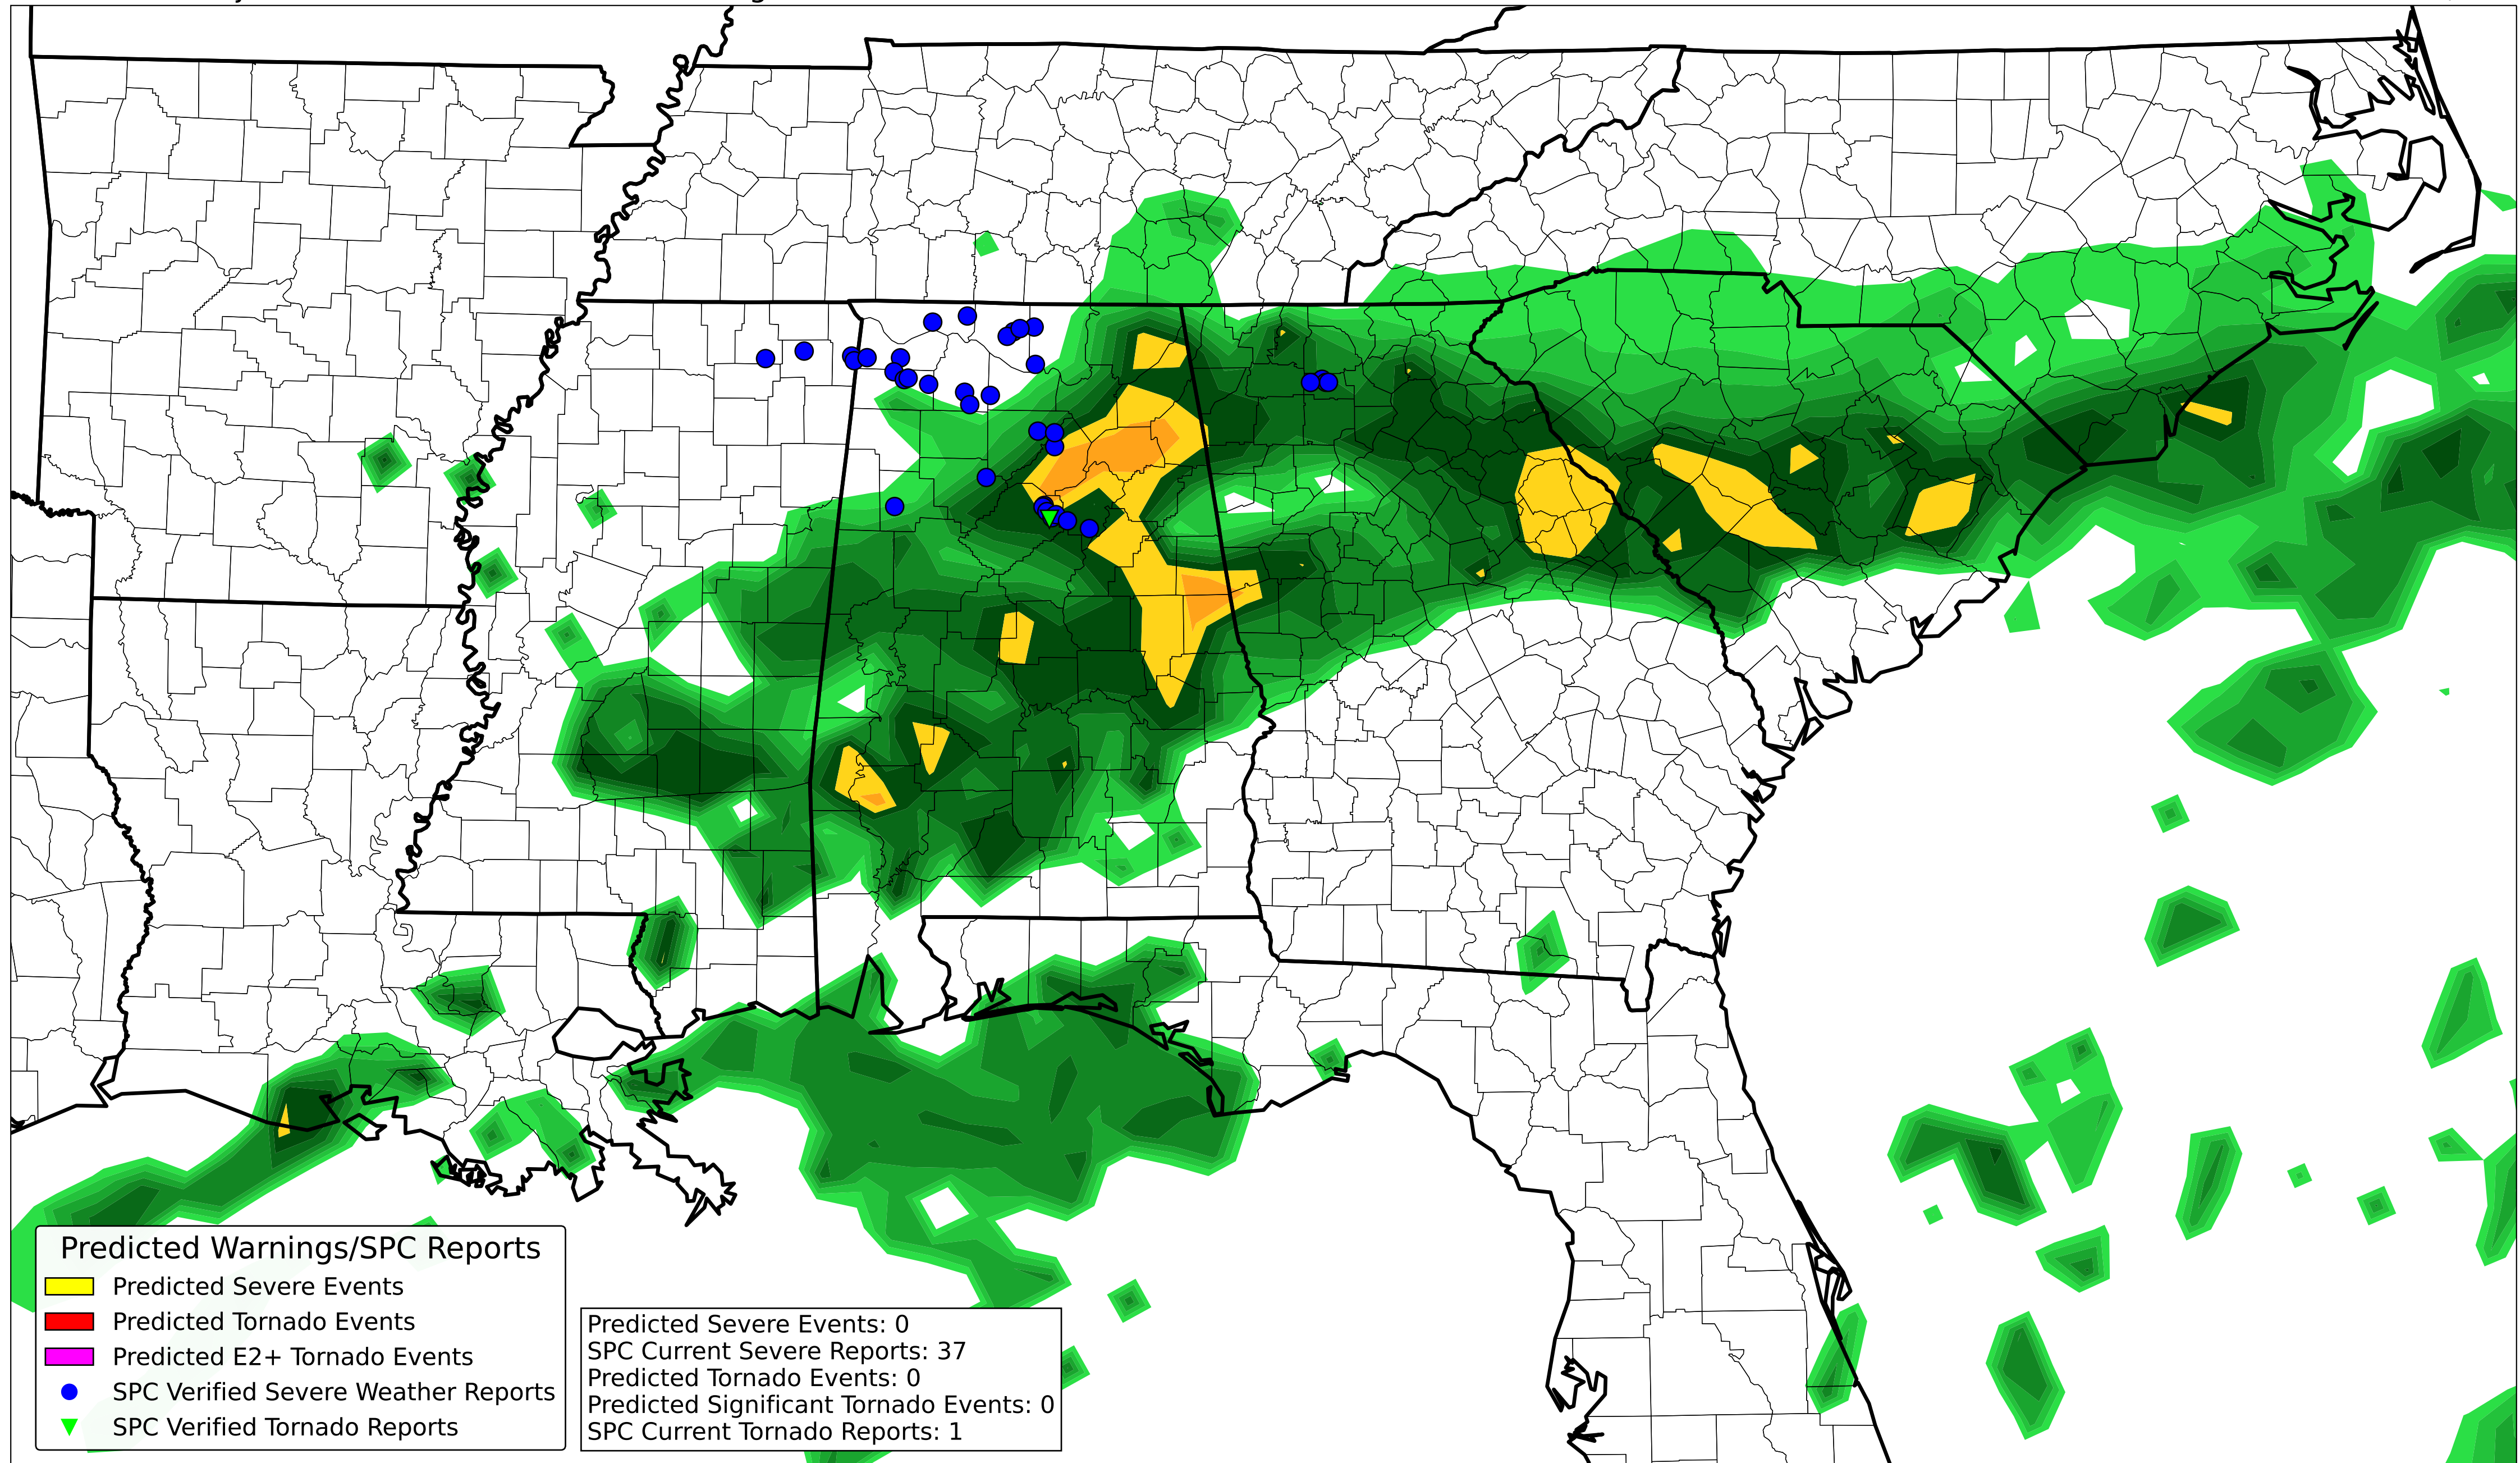 Predicted Warnings/SPC Reports
Predicted Severe Events
Predicted Tornado Events
Predicted E2+ Tornado Events
SPC Verified Severe Weather Reports
SPC Verified Tornado Reports
Predicted Severe Events: 0
SPC Current Severe Reports: 37
Predicted Tornado Events: 0
Predicted Significant Tornado Events: 0
SPC Current Tornado Reports: 1